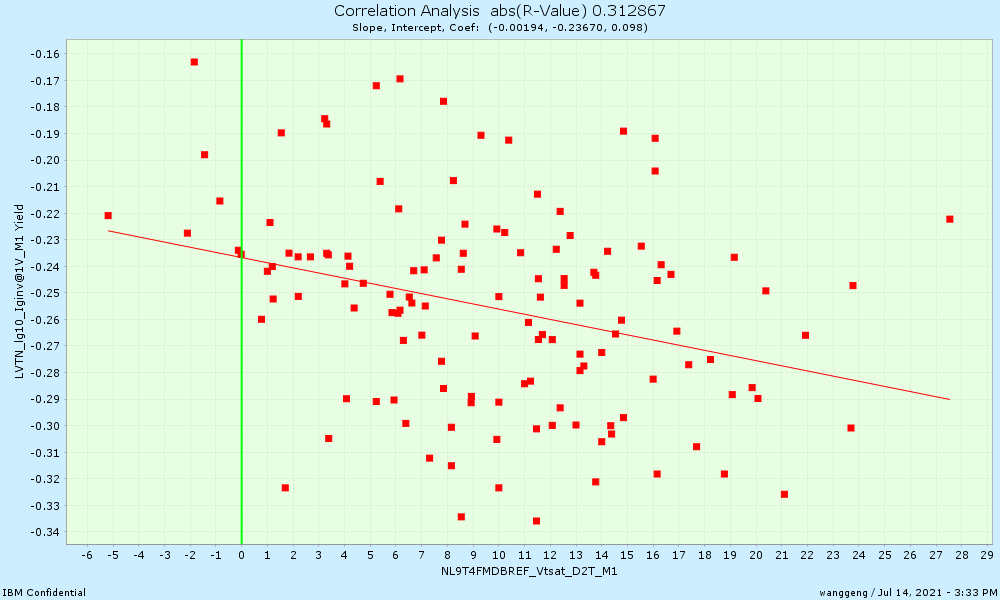 Correlation Analysis  abs(R-Value) 0.312867
Slope, Intercept, Coef:  (-0.00194, -0.23670, 0.098)
LVTN_lg10_Iginv@1V_M1 Yield
-0.16
-0.17
-0.18
-0.19
-0.20
-0.21
-0.22
-0.23
-0.24
-0.25
-0.26
-0.27
-0.28
-0.29
-0.30
-0.31
-0.32
-0.33
-0.34
-6 -5 -4 -3 -2 -1 0 1 2 3 4 5 6 7 8 9 10 11 12 13 14 15 16 17 18 19 20 21 22 23 24 25 26 27 28 29
NL9T4FMDBREF_Vtsat_D2T_M1
IBM Confidential
wanggeng / Jul 14, 2021 - 3:33 PM